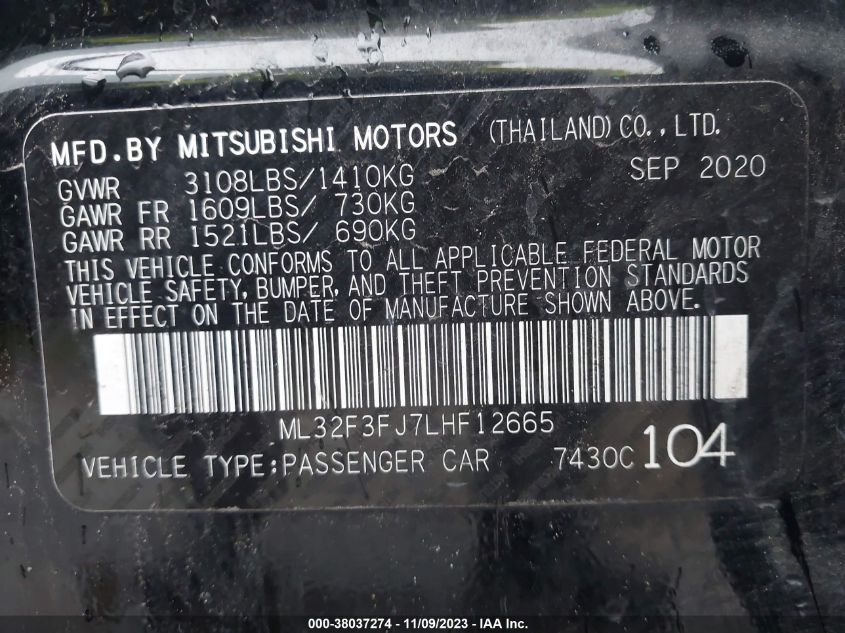 MFD.BY MITSUBISHI MOTORS (THAILAND) CO., LTD.
GVWR 3108LBS/1410KG SEP 2020
GAWR FR 1609LBS/ 730KG
GAWR RR 1521LBS/ 690KG
THIS VEHICLE CONFORMS TO ALL APPLICABLE FEDERAL MOTOR
VEHICLE SAFETY, BUMPER, AND THEFT PREVENTION STANDARDS
IN EFFECT ON THE DATE OF MANUFACTURE SHOWN ABOVE.
ML32F3FJ7LHF12665
VEHICLE TYPE:PASSENGER CAR 7430C 104
000-38037274 - 11/09/2023 - IAA Inc.